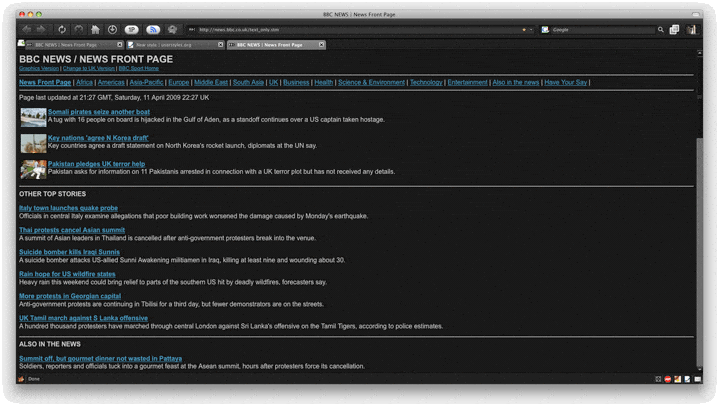 BBC NEWS | News Front Page
http://news.bbc.co.uk/text_only.stm
Google
BBC NEWS | News Front Page
New style | userstyles.org
BBC NEWS | News Front Page
BBC NEWS / NEWS FRONT PAGE
Graphics Version | Change to UK Version | BBC Sport Home
News Front Page | Africa | Americas | Asia-Pacific | Europe | Middle East | South Asia | UK | Business | Health | Science & Environment | Technology | Entertainment | Also in the news | Have Your Say |
Page last updated at 21:27 GMT, Saturday, 11 April 2009 22:27 UK
Somali pirates seize another boat
A tug with 16 people on board is hijacked in the Gulf of Aden, as a standoff continues over a US captain taken hostage.
Key nations 'agree N Korea draft'
Key countries agree a draft statement on North Korea's rocket launch, diplomats at the UN say.
Pakistan pledges UK terror help
Pakistan asks for information on 11 Pakistanis arrested in connection with a UK terror plot but has not received any details.
OTHER TOP STORIES
Italy town launches quake probe
Officials in central Italy examine allegations that poor building work worsened the damage caused by Monday's earthquake.
Thai protests cancel Asian summit
A summit of Asian leaders in Thailand is cancelled after anti-government protesters break into the venue.
Suicide bomber kills Iraqi Sunnis
A suicide bomber attacks US-allied Sunni Awakening militiamen in Iraq, killing at least nine and wounding about 30.
Rain hope for US wildfire states
Heavy rain this weekend could bring relief to parts of the southern US hit by deadly wildfires, forecasters say.
More protests in Georgian capital
Anti-government protests are continuing in Tbilisi for a third day, but fewer demonstrators are on the streets.
UK Tamil march against S Lanka offensive
A hundred thousand protesters have marched through central London against Sri Lanka's offensive on the Tamil Tigers, according to police estimates.
ALSO IN THE NEWS
Summit off, but gourmet dinner not wasted in Pattaya
Soldiers, reporters and officials tuck into a gourmet feast at the Asean summit, hours after protesters force its cancellation.
Done